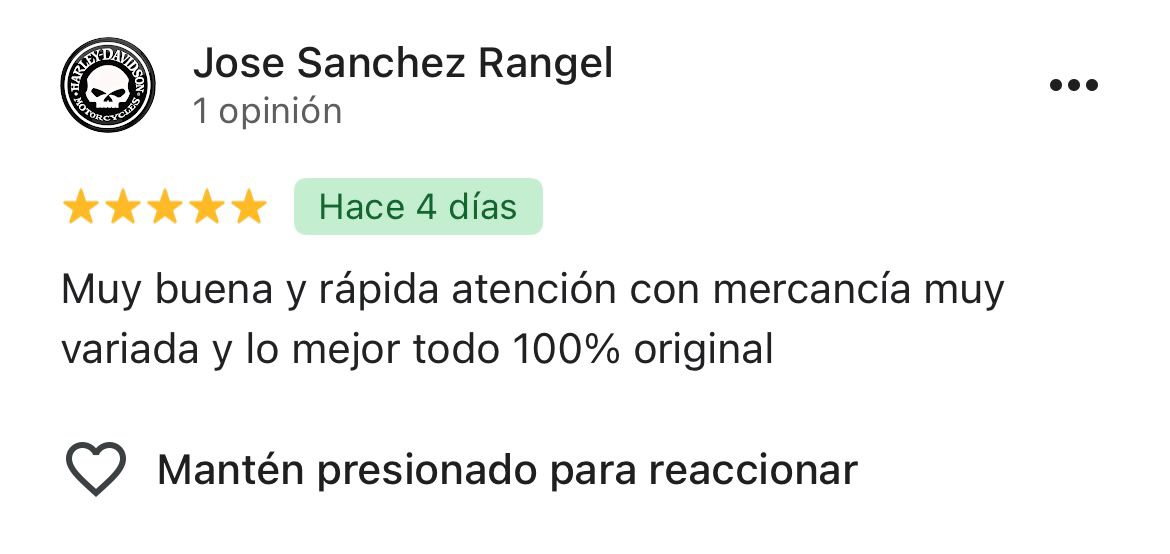 HARLEY-DAVIDSON
MOTORCYCLES
Jose Sanchez Rangel
1 opinión
Hace 4 días
Muy buena y rápida atención con mercancía muy
variada y lo mejor todo 100% original
Mantén presionado para reaccionar